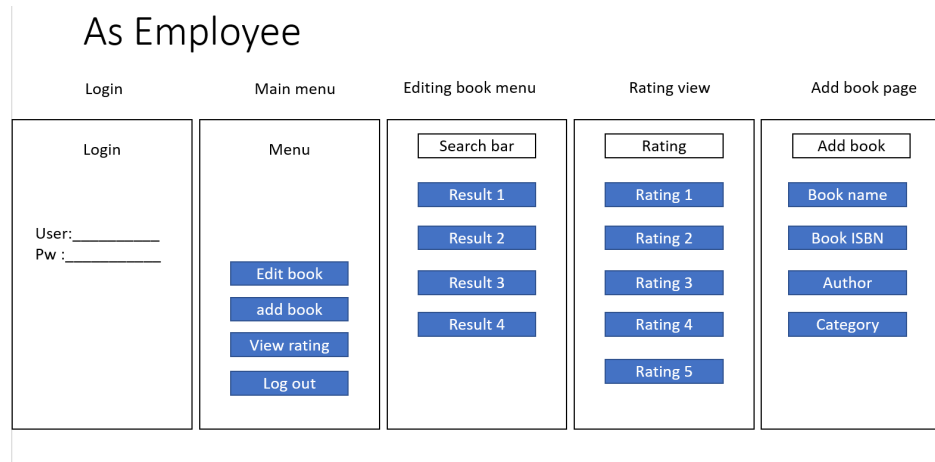 As Employee
Login
Main menu
Editing book menu
Rating view
Add book page
Login
User:___________
Pw :____________
Menu
Edit book
add book
View rating
Log out
Search bar
Result 1
Result 2
Result 3
Result 4
Rating
Rating 1
Rating 2
Rating 3
Rating 4
Rating 5
Add book
Book name
Book ISBN
Author
Category